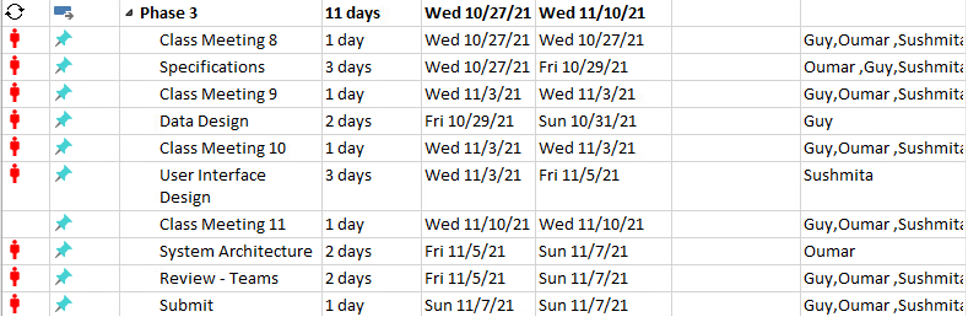 Phase 3 11 days Wed 10/27/21 Wed 11/10/21
Class Meeting 8 1 day Wed 10/27/21 Wed 10/27/21 Guy,Oumar ,Sushmita
Specifications 3 days Wed 10/27/21 Fri 10/29/21 Oumar ,Guy,Sushmita
Class Meeting 9 1 day Wed 11/3/21 Wed 11/3/21 Guy,Oumar ,Sushmita
Data Design 2 days Fri 10/29/21 Sun 10/31/21 Guy
Class Meeting 10 1 day Wed 11/3/21 Wed 11/3/21 Guy,Oumar ,Sushmita
User Interface 3 days Wed 11/3/21 Fri 11/5/21 Sushmita
Design
Class Meeting 11 1 day Wed 11/10/21 Wed 11/10/21 Guy,Oumar ,Sushmita
System Architecture 2 days Fri 11/5/21 Sun 11/7/21 Oumar
Review - Teams 2 days Fri 11/5/21 Sun 11/7/21 Guy,Oumar ,Sushmita
Submit 1 day Sun 11/7/21 Sun 11/7/21 Guy,Oumar ,Sushmita